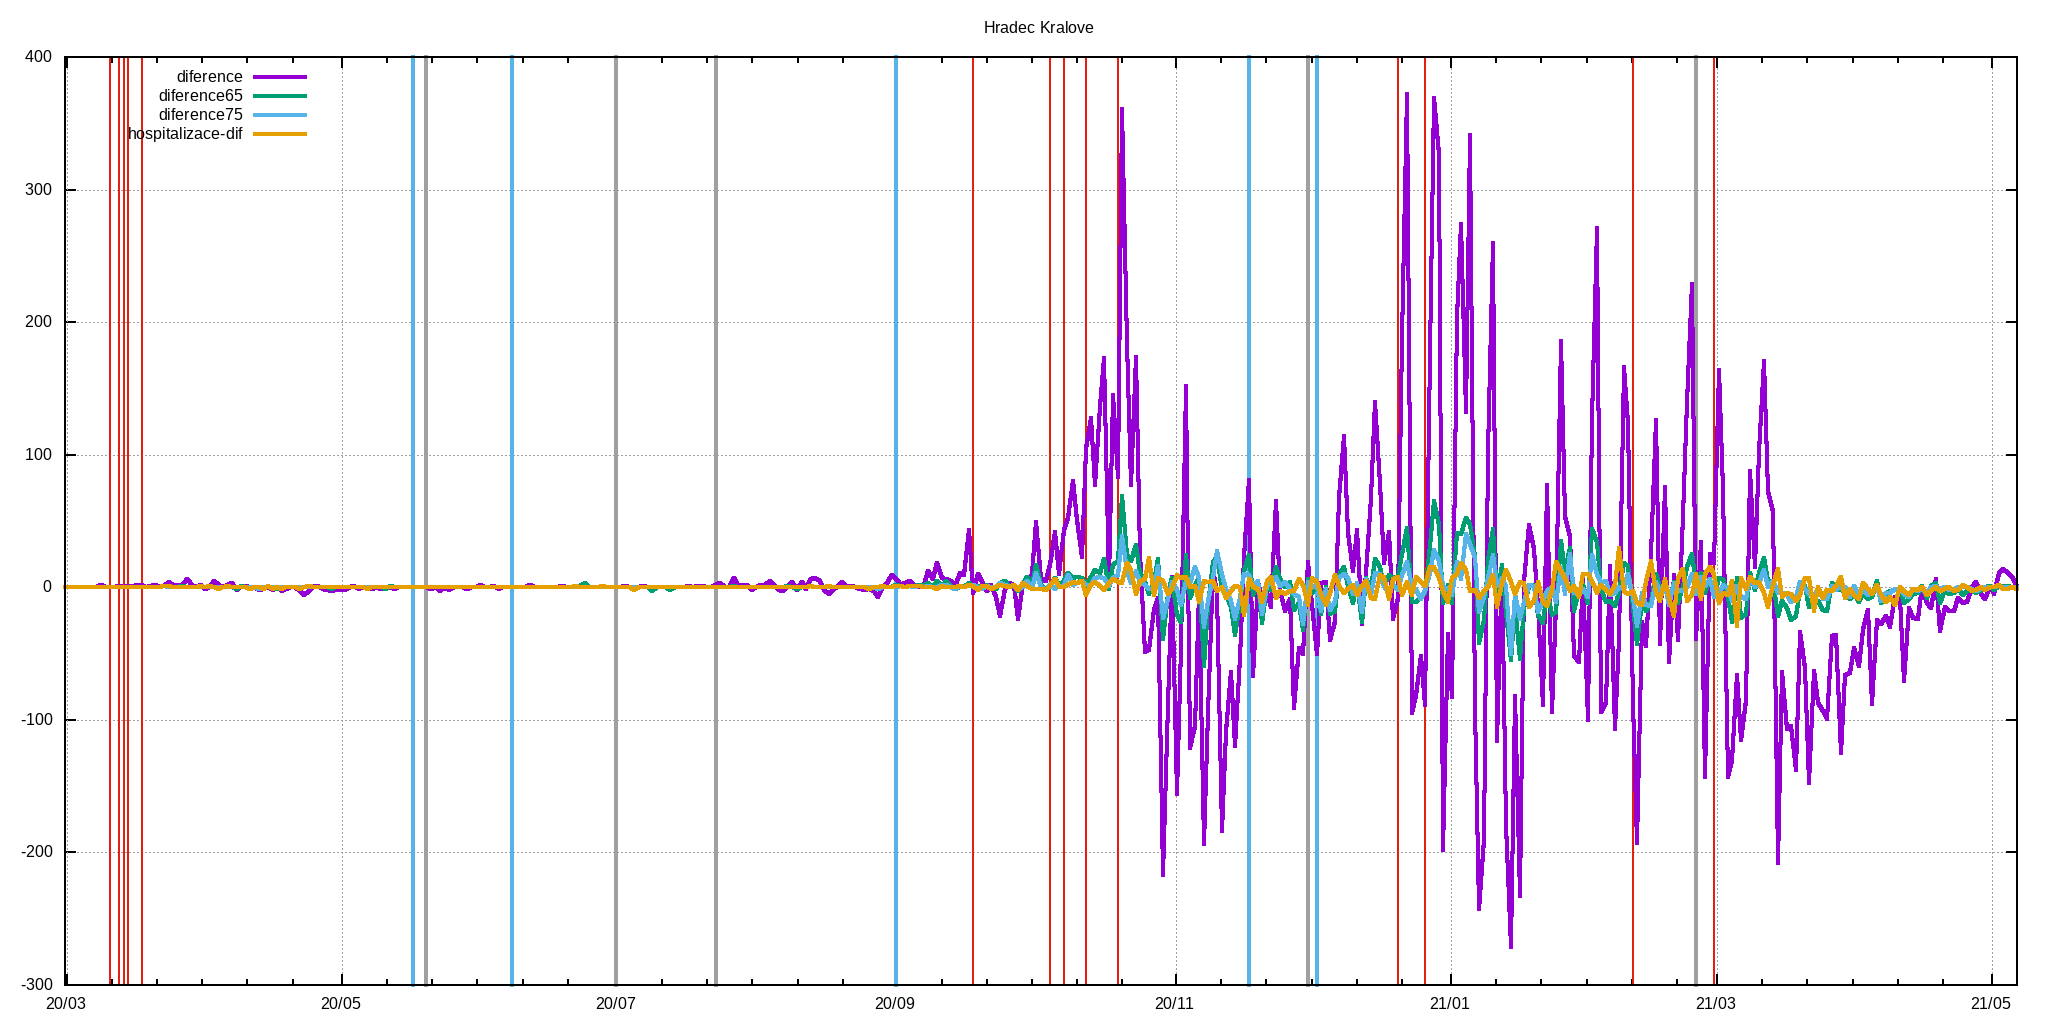 Hradec Kralove
400
300
200
100
0
-100
-200
-300
diference
diference65
diference75
hospitalizace-dif
20/03 20/05 20/07 20/09 20/11 21/01 21/03 21/05